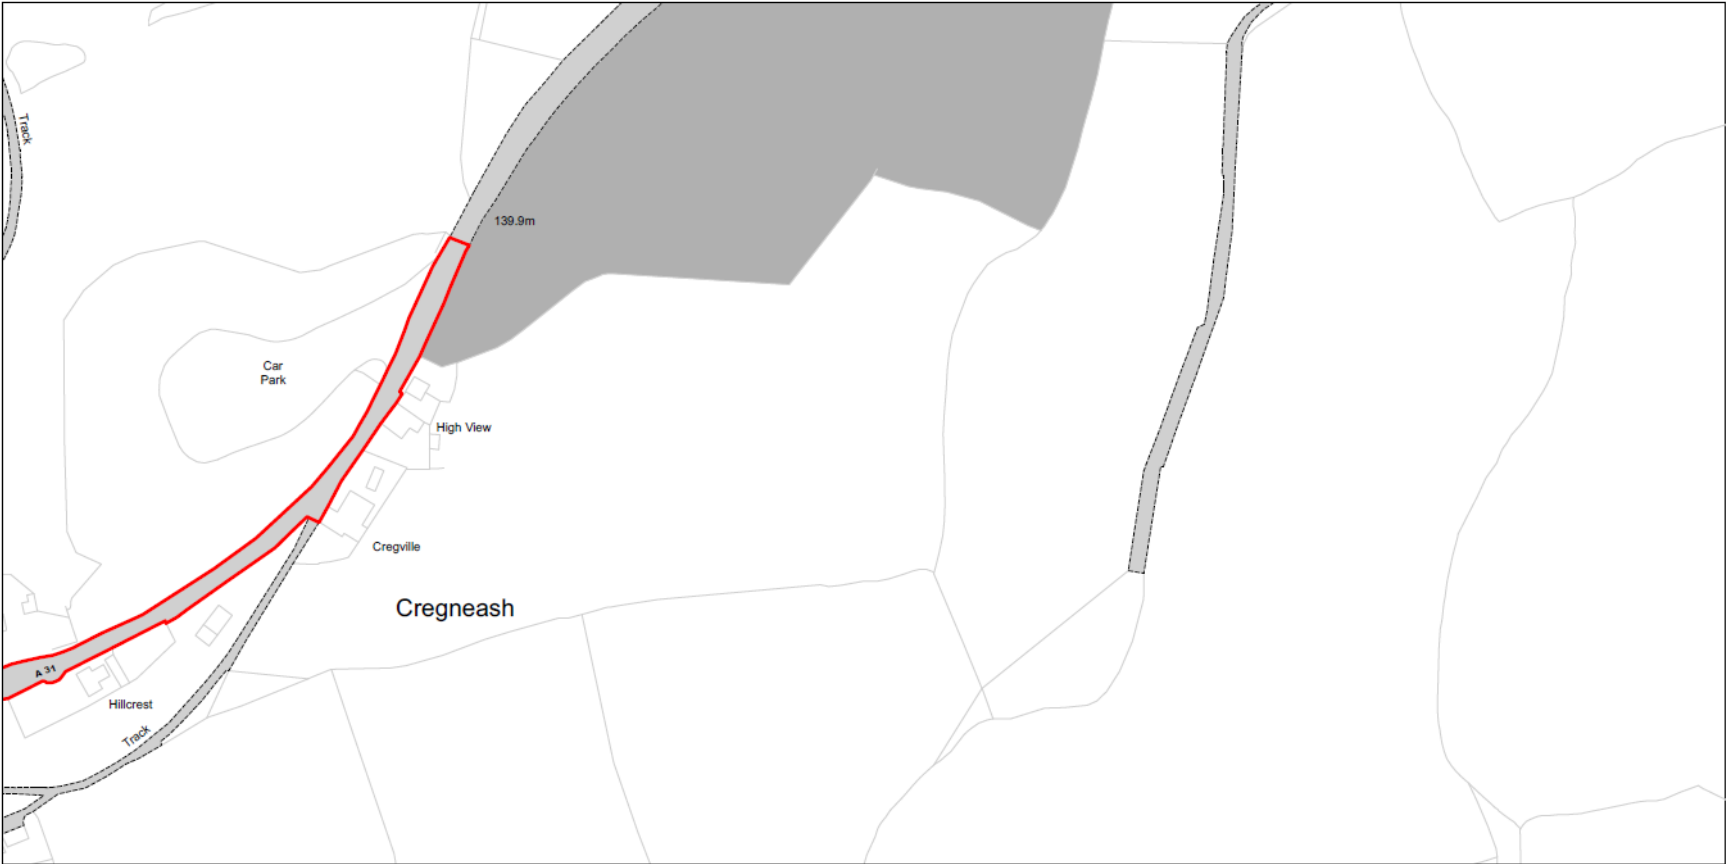 Track
139.9m
Car
Park
High View
Cregville
Cregneash
A 31
Hillcrest
Track